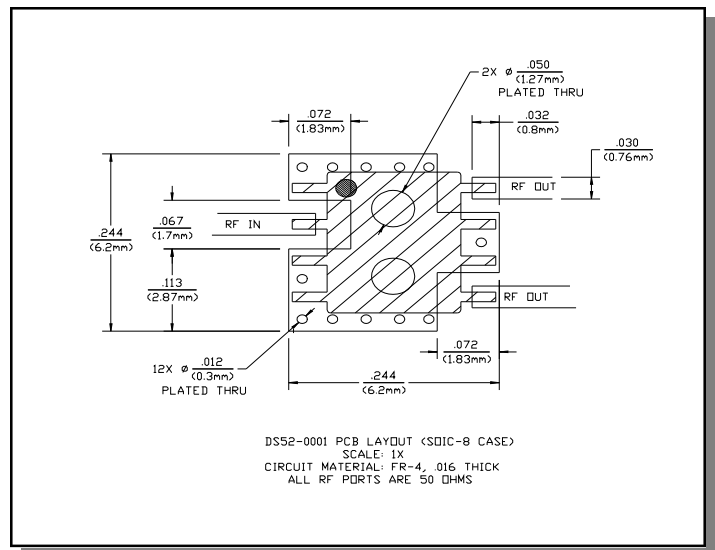 2X ø .050
(1.27mm)
PLATED THRU
.072
(1.83mm)
.032
(0.8mm)
.030
(0.76mm)
RF OUT
.067
(1.7mm)
RF IN
.244
(6.2mm)
.113
(2.87mm)
RF OUT
.072
(1.83mm)
12X ø .012
(0.3mm)
PLATED THRU
.244
(6.2mm)
DS52-0001 PCB LAYOUT (SOIC-8 CASE)
SCALE: 1X
CIRCUIT MATERIAL: FR-4, .016 THICK
ALL RF PORTS ARE 50 OHMS